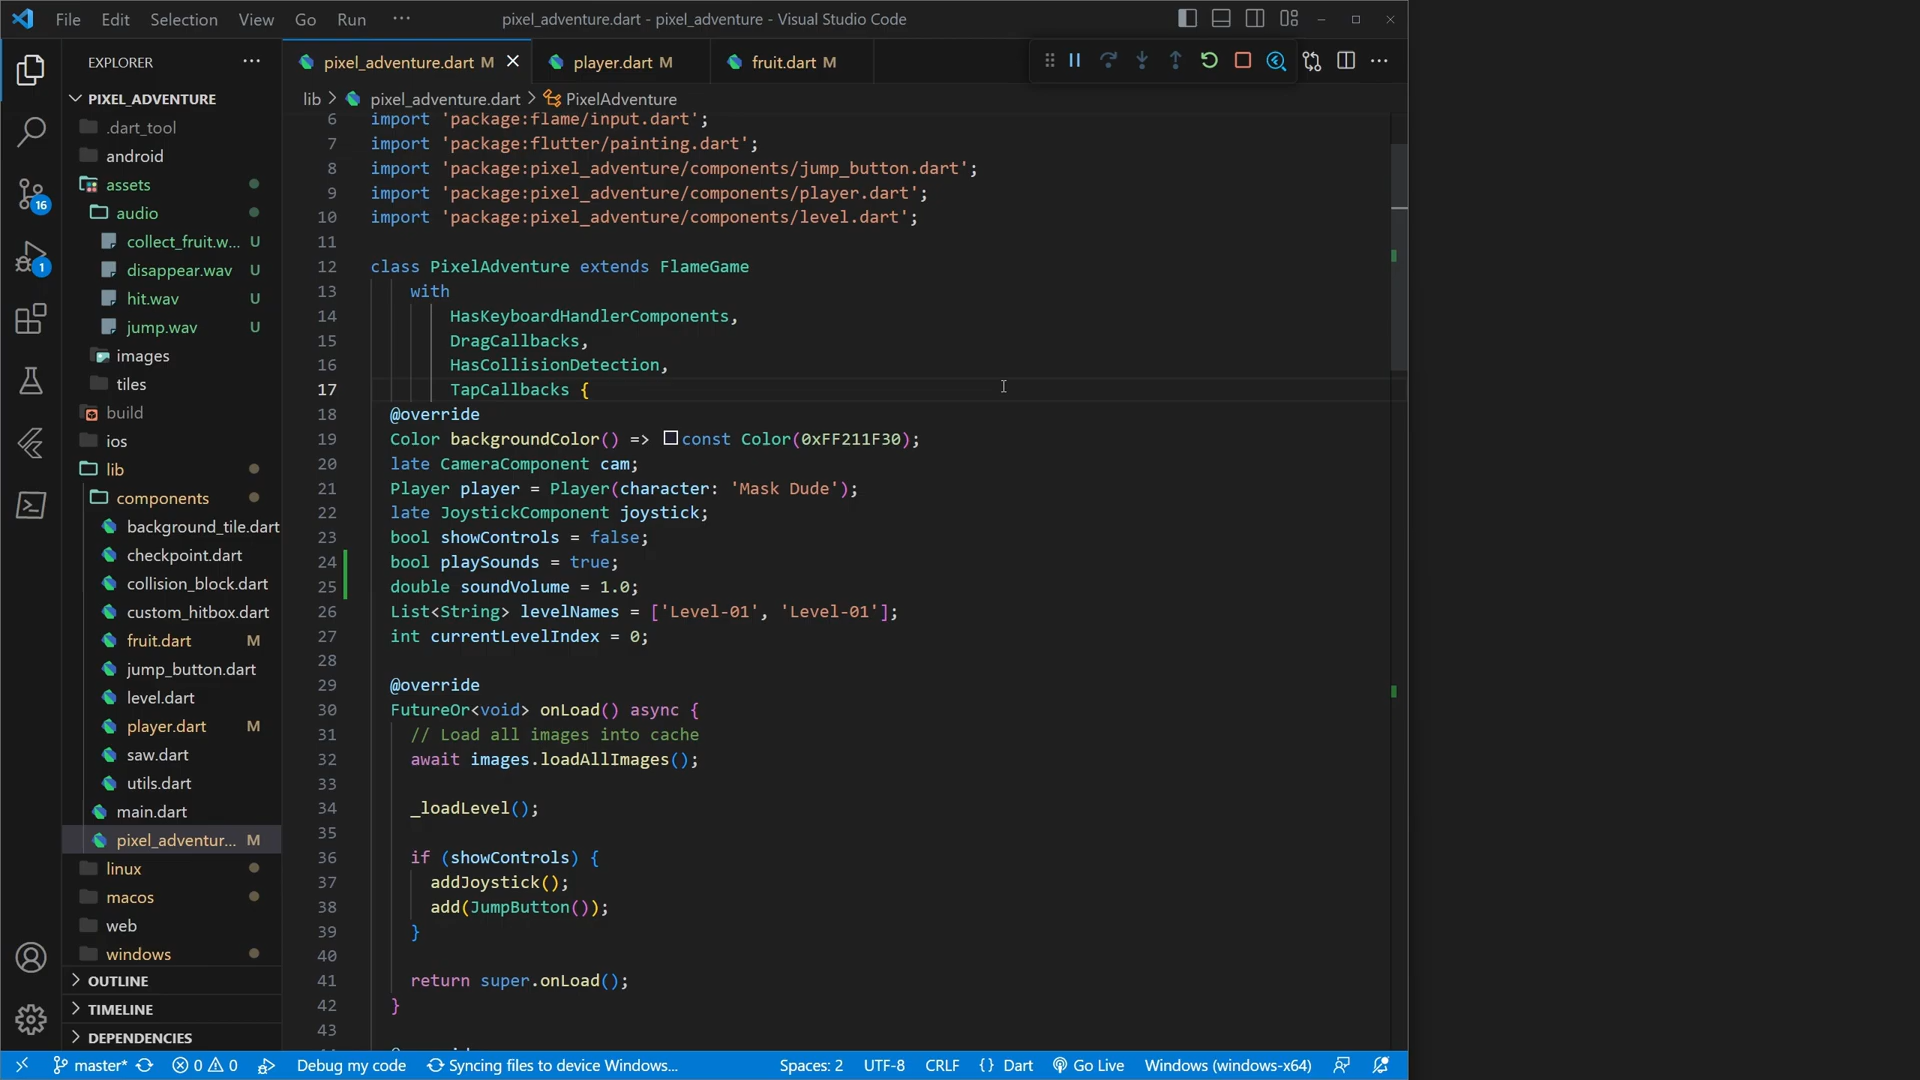 File Edit Selection View Go Run ··· pixel_adventure.dart - pixel_adventure - Visual Studio Code
EXPLORER ···
pixel_adventure.dart M
player.dart M
fruit.dart M
lib > pixel_adventure.dart > PixelAdventure
PIXEL_ADVENTURE
.dart_tool
android
assets
audio
collect_fruit.w... U
disappear.wav U
hit.wav U
jump.wav U
images
tiles
build
ios
lib
components
background_tile.dart
checkpoint.dart
collision_block.dart
custom_hitbox.dart
fruit.dart M
jump_button.dart
level.dart
player.dart M
saw.dart
utils.dart
main.dart
pixel_adventur... M
linux
macos
web
windows
OUTLINE
TIMELINE
DEPENDENCIES
16
1
6 import 'package:flame/input.dart';
7 import 'package:flutter/painting.dart';
8 import 'package:pixel_adventure/components/jump_button.dart';
9 import 'package:pixel_adventure/components/player.dart';
10 import 'package:pixel_adventure/components/level.dart';
11
12 class PixelAdventure extends FlameGame
13 with
14 HasKeyboardHandlerComponents,
15 DragCallbacks,
16 HasCollisionDetection,
17 TapCallbacks {
18 @override
19 Color backgroundColor() => const Color(0xFF211F30);
20 late CameraComponent cam;
21 Player player = Player(character: 'Mask Dude');
22 late JoystickComponent joystick;
23 bool showControls = false;
24 bool playSounds = true;
25 double soundVolume = 1.0;
26 List<String> levelNames = ['Level-01', 'Level-01'];
27 int currentLevelIndex = 0;
28
29 @override
30 FutureOr<void> onLoad() async {
31 // Load all images into cache
32 await images.loadAllImages();
33
34 _loadLevel();
35
36 if (showControls) {
37 addJoystick();
38 add(JumpButton());
39 }
40
41 return super.onLoad();
42 }
43
master* 0 0 Debug my code Syncing files to device Windows... Spaces: 2 UTF-8 CRLF {} Dart Go Live Windows (windows-x64)